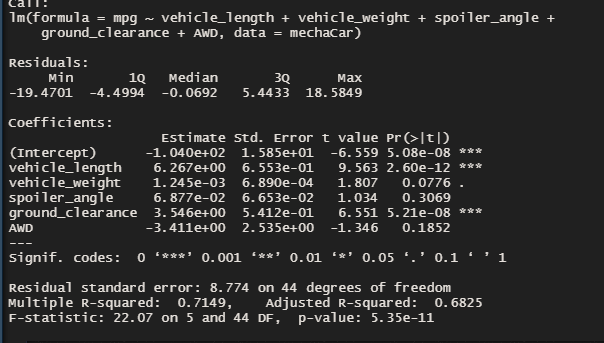 Call:
lm(formula = mpg ~ vehicle_length + vehicle_weight + spoiler_angle +
    ground_clearance + AWD, data = mechaCar)

Residuals:
     Min       1Q   Median       3Q      Max
-19.4701  -4.4994  -0.0692   5.4433  18.5849

Coefficients:
                   Estimate Std. Error t value Pr(>|t|)
(Intercept)      -1.040e+02  1.585e+01  -6.559 5.08e-08 ***
vehicle_length    6.267e+00  6.553e-01   9.563 2.60e-12 ***
vehicle_weight    1.245e-03  6.890e-04   1.807   0.0776 .
spoiler_angle     6.877e-02  6.653e-02   1.034   0.3069
ground_clearance  3.546e+00  5.412e-01   6.551 5.21e-08 ***
AWD              -3.411e+00  2.535e+00  -1.346   0.1852
---
Signif. codes:  0 ‘***’ 0.001 ‘**’ 0.01 ‘*’ 0.05 ‘.’ 0.1 ‘ ’ 1

Residual standard error: 8.774 on 44 degrees of freedom
Multiple R-squared:  0.7149,    Adjusted R-squared:  0.6825
F-statistic: 22.07 on 5 and 44 DF,  p-value: 5.35e-11